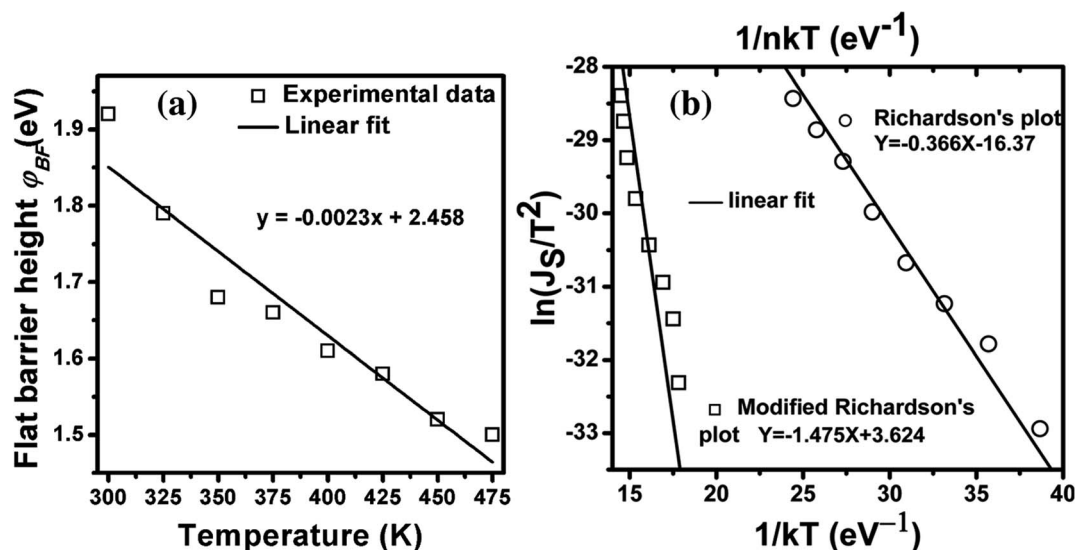 (a)
Experimental data
Linear fit
y = -0.0023x + 2.458
Flat barrier height φBF (eV)
1.9
1.8
1.7
1.6
1.5
300 325 350 375 400 425 450 475
Temperature (K)
1/nkT (eV-1)
(b)
Richardson's plot
Y=-0.366X-16.37
linear fit
Modified Richardson's
plot Y=-1.475X+3.624
ln(JS/T2)
-28
-29
-30
-31
-32
-33
15 20 25 30 35 40
1/kT (eV−1)